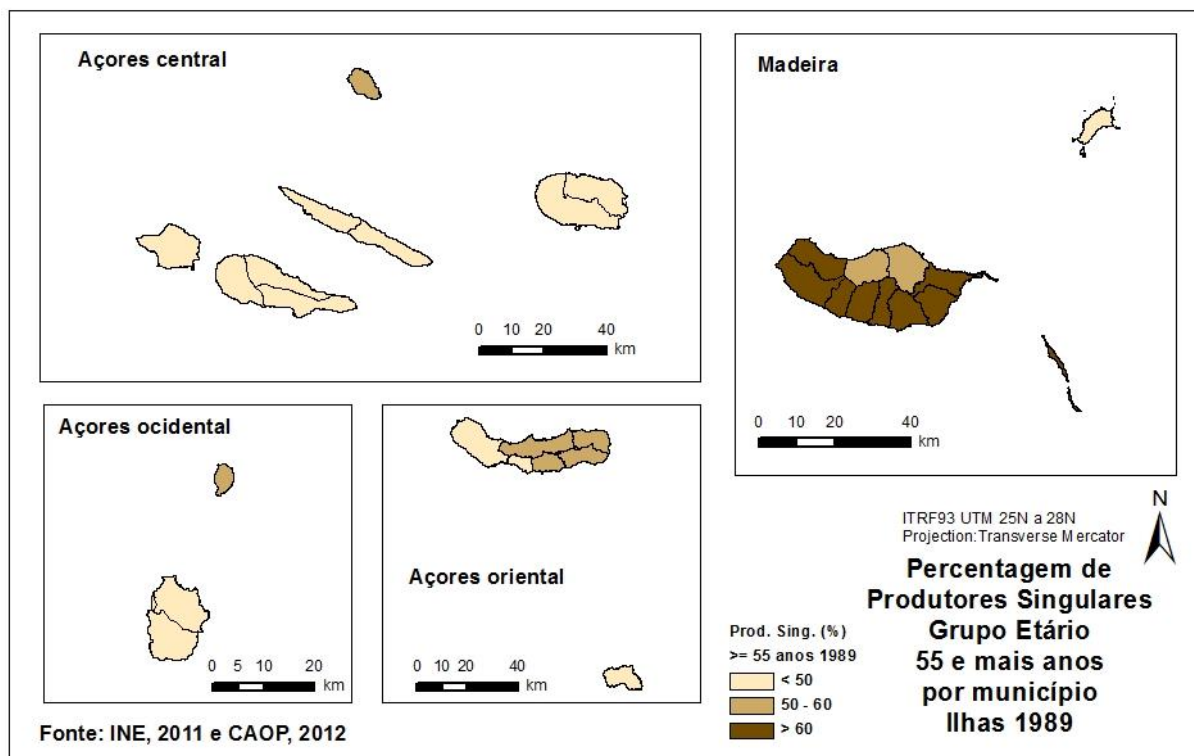 Açores central
0 10 20 40
km
Madeira
0 10 20 40
km
Açores ocidental
0 5 10 20
km
Açores oriental
0 10 20 40
km
ITRF93 UTM 25N a 28N
Projection:Transverse Mercator
N
Percentagem de
Produtores Singulares
Grupo Etário
55 e mais anos
por município
Ilhas 1989
Prod. Sing. (%)
>= 55 anos 1989
< 50
50 - 60
> 60
Fonte: INE, 2011 e CAOP, 2012